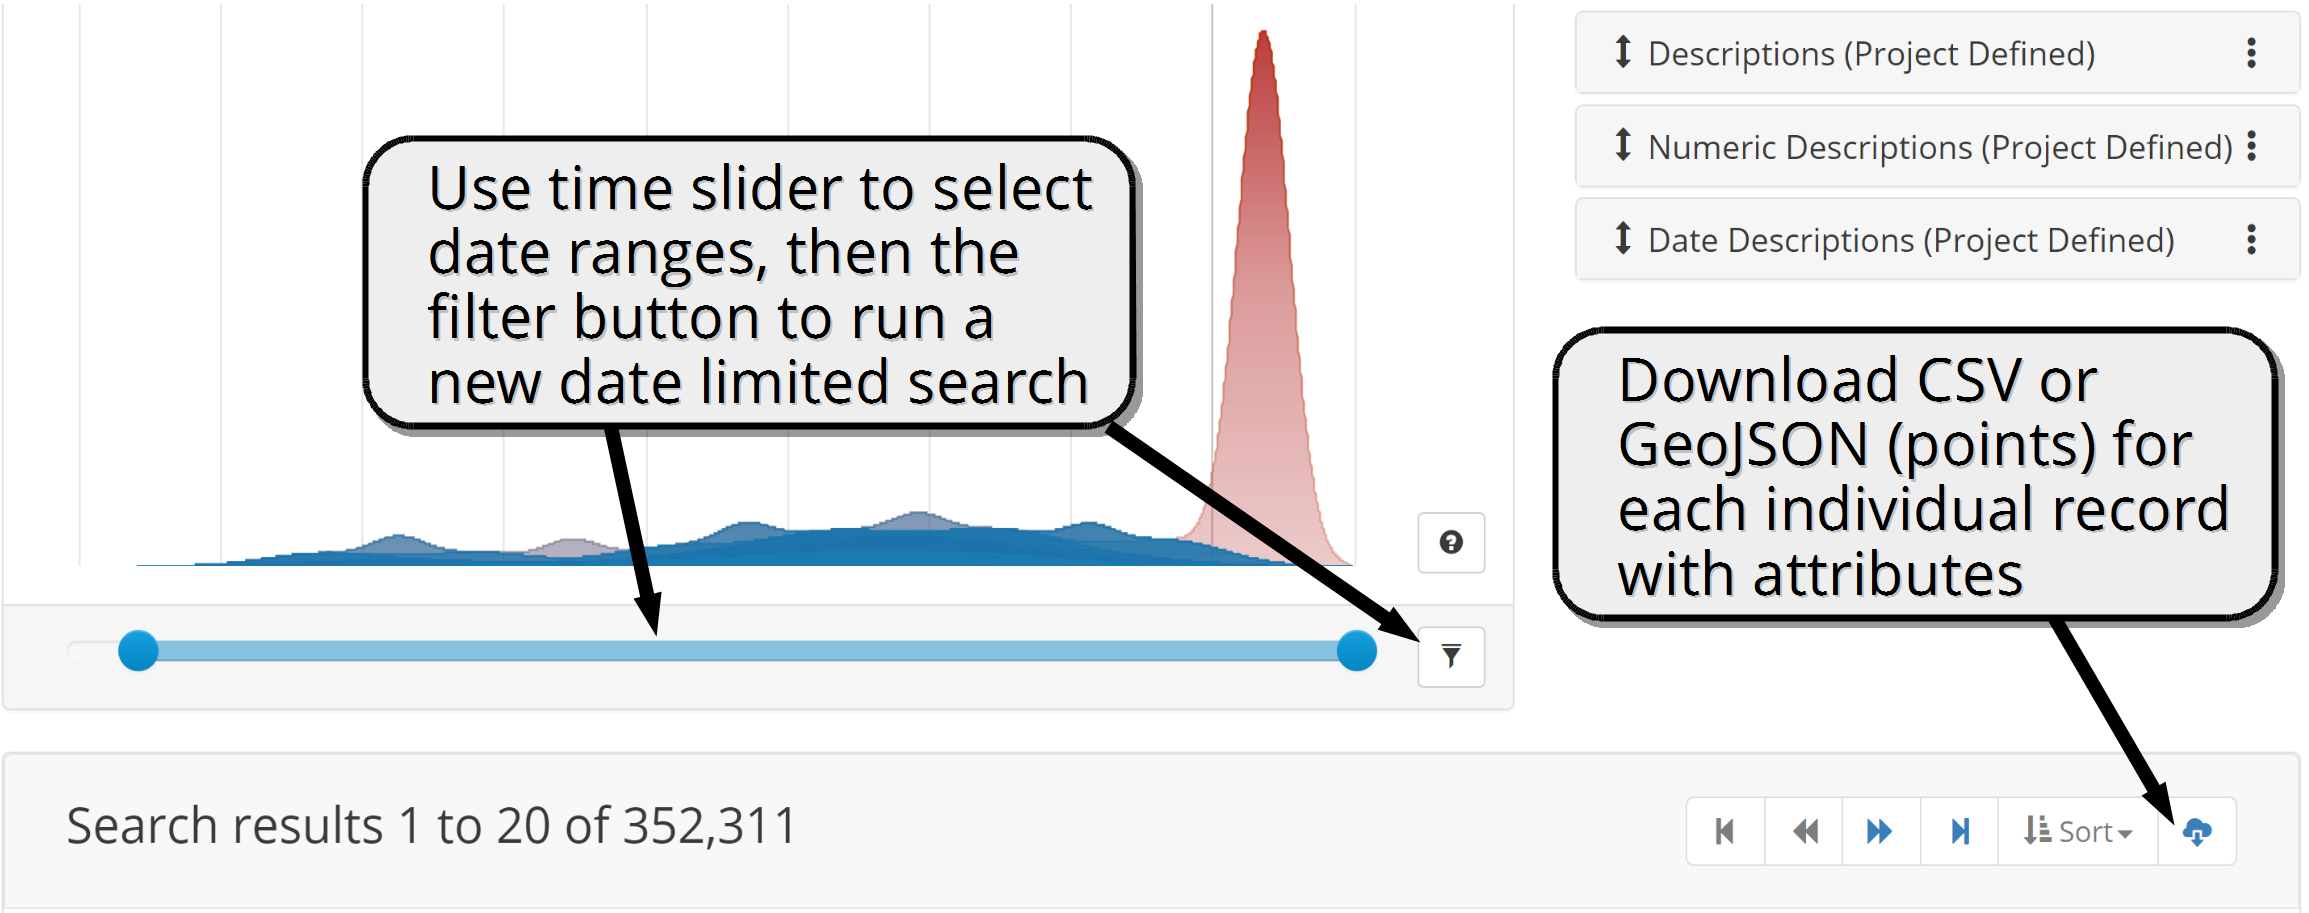 Descriptions (Project Defined)
Numeric Descriptions (Project Defined)
Date Descriptions (Project Defined)
Use time slider to select
date ranges, then the
filter button to run a
new date limited search
Download CSV or
GeoJSON (points) for
each individual record
with attributes
Search results 1 to 20 of 352,311
Sort